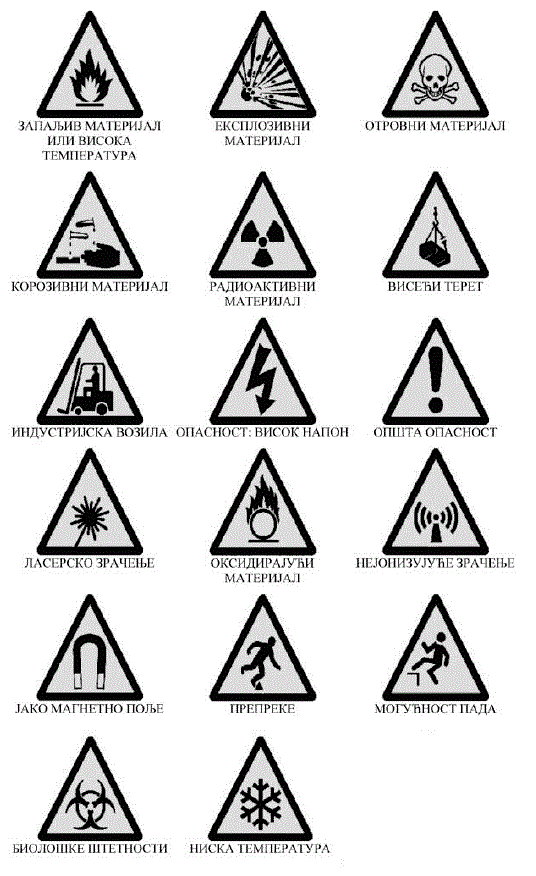 ЗАПАЉИВ МАТЕРИЈАЛ
ИЛИ ВИСОКА
ТЕМПЕРАТУРА
ЕКСПЛОЗИВНИ
МАТЕРИЈАЛ
ОТРОВНИ МАТЕРИЈАЛ
КОРОЗИВНИ МАТЕРИЈАЛ
РАДИОАКТИВНИ
МАТЕРИЈАЛ
ВИСЕЋИ ТЕРЕТ
ИНДУСТРИЈСКА ВОЗИЛА
ОПАСНОСТ: ВИСОК НАПОН
ОПШТА ОПАСНОСТ
ЛАСЕРСКО ЗРАЧЕЊЕ
ОКСИДИРАЈУЋИ
МАТЕРИЈАЛ
НЕЈОНИЗУЈУЋЕ ЗРАЧЕЊЕ
ЈАКО МАГНЕТНО ПОЉЕ
ПРЕПРЕКЕ
МОГУЋНОСТ ПАДА
БИОЛОШКЕ ШТЕТНОСТИ
НИСКА ТЕМПЕРАТУРА